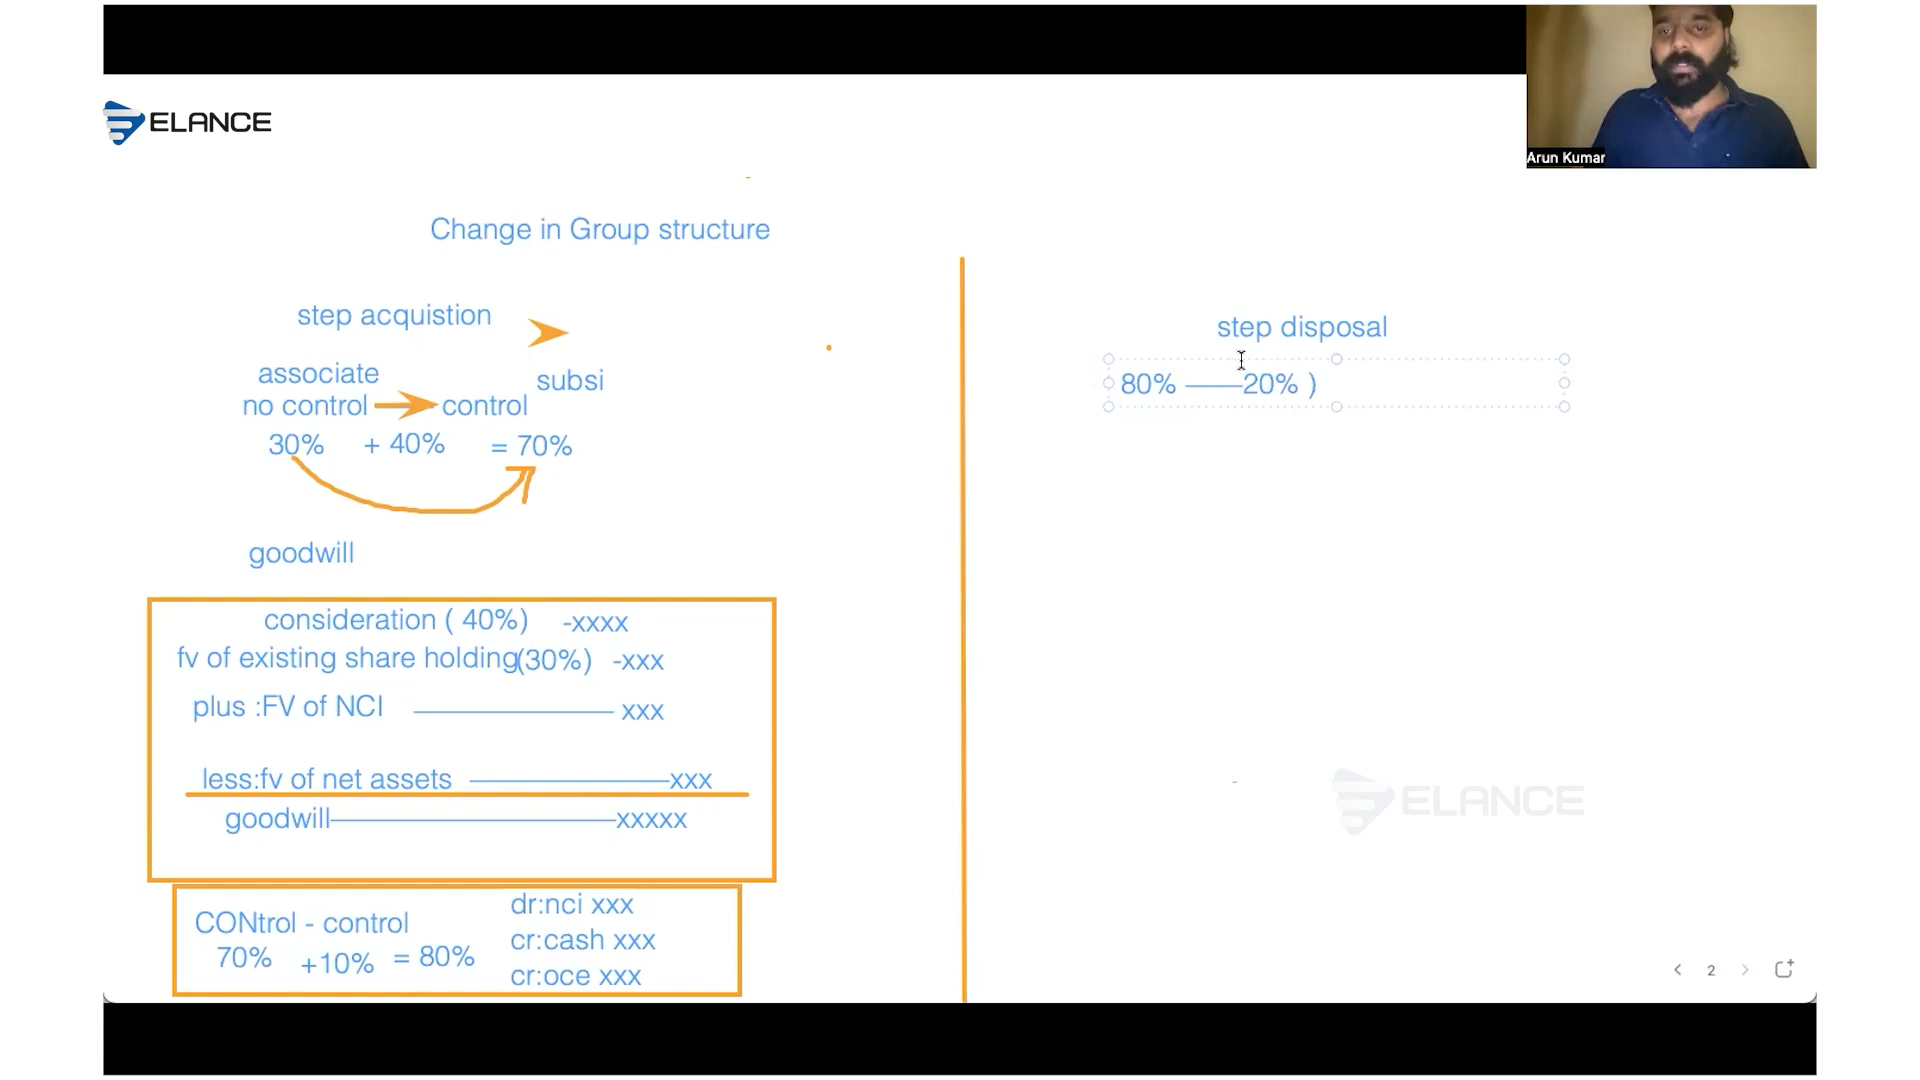 ELANCE
Arun Kumar
Change in Group structure
step acquistion
associate
subsi
no control control
30% + 40% = 70%
goodwill
consideration ( 40%) -xxxx
fv of existing share holding(30%) -xxx
plus :FV of NCI ———————— xxx
less:fv of net assets ————————xxx
goodwill———————————xxxxx
CONtrol - control
70% +10% = 80%
dr:nci xxx
cr:cash xxx
cr:oce xxx
step disposal
80% ——20% )
ELANCE
2